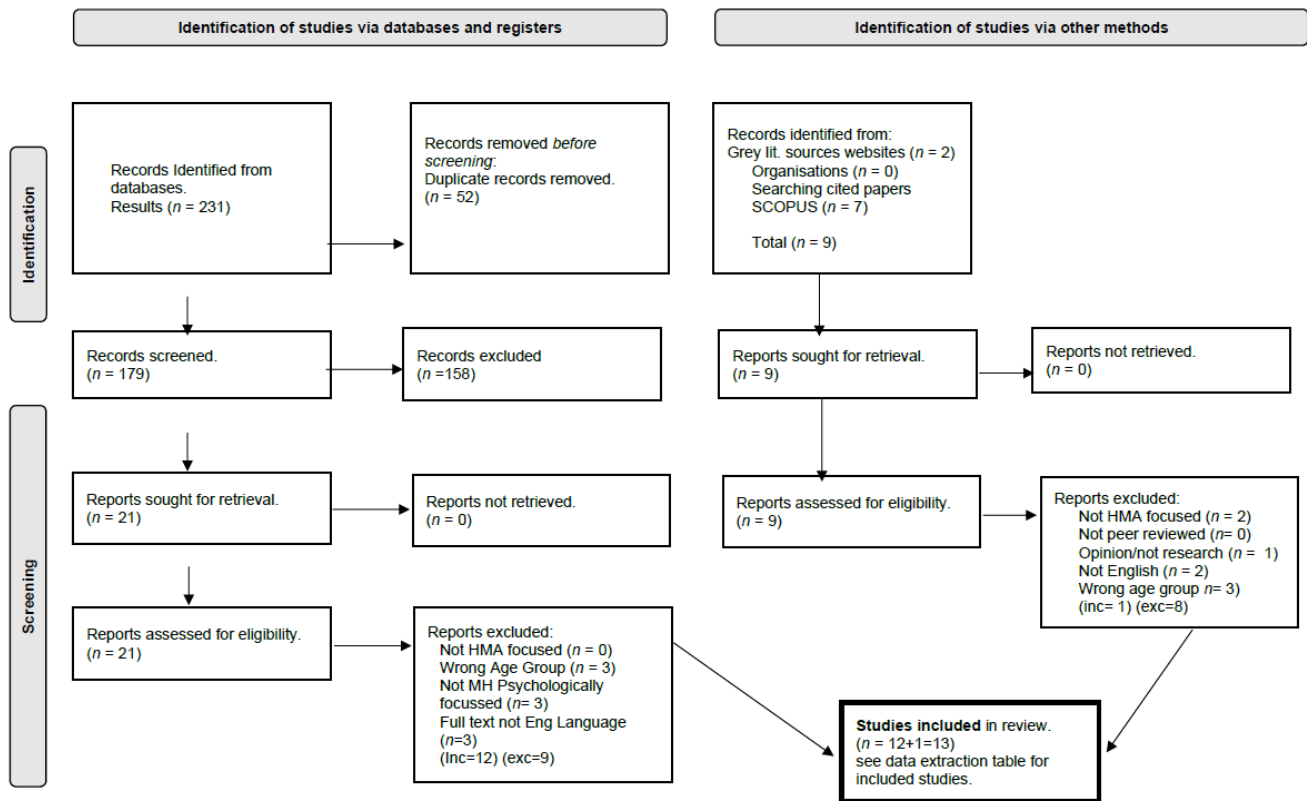 Identification of studies via databases and registers
Identification of studies via other methods
Identification
Records Identified from
databases.
Results (n = 231)
Records removed before
screening:
Duplicate records removed.
(n = 52)
Records identified from:
Grey lit. sources websites (n = 2)
Organisations (n = 0)
Searching cited papers
SCOPUS (n = 7)
Total (n = 9)
Screening
Records screened.
(n = 179)
Records excluded
(n =158)
Reports sought for retrieval.
(n = 9)
Reports not retrieved.
(n = 0)
Reports sought for retrieval.
(n = 21)
Reports not retrieved.
(n = 0)
Reports assessed for eligibility.
(n = 9)
Reports excluded:
Not HMA focused (n = 2)
Not peer reviewed (n= 0)
Opinion/not research (n =  1)
Not English (n = 2)
Wrong age group n= 3)
(inc= 1) (exc=8)
Reports assessed for eligibility.
(n = 21)
Reports excluded:
Not HMA focused (n = 0)
Wrong Age Group (n = 3)
Not MH Psychologically
focussed (n= 3)
Full text not Eng Language
(n=3)
(Inc=12) (exc=9)
Studies included in review.
(n = 12+1=13)
see data extraction table for
included studies.